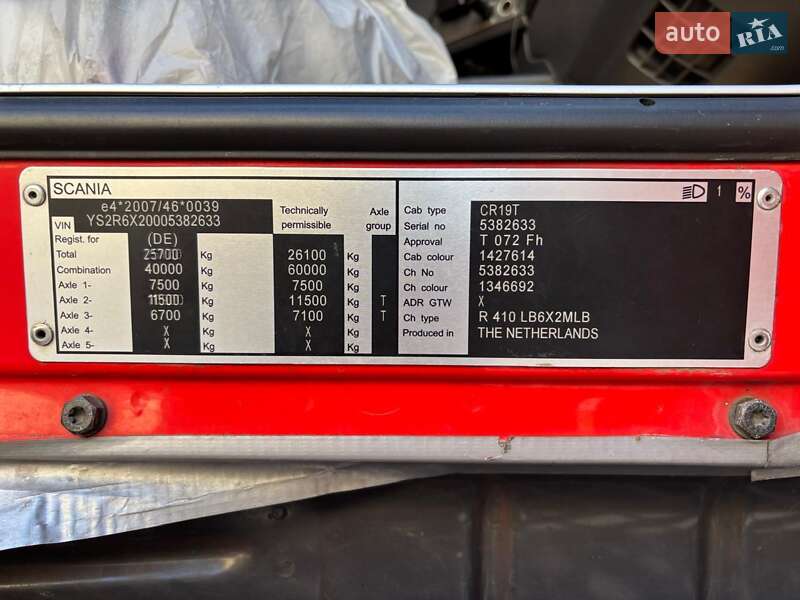 auto RIA .com
SCANIA 1 %
e4*2007/46*0039
VIN YS2R6X20005382633
Technically permissible
Axle group
Regist. for (DE)
Total 25700 Kg 26100 Kg
Combination 40000 Kg 60000 Kg
Axle 1- 7500 Kg 7500 Kg
Axle 2- 11500 Kg 11500 Kg T
Axle 3- 6700 Kg 7100 Kg T
Axle 4- X Kg X Kg
Axle 5- X Kg X Kg
Cab type CR19T
Serial no 5382633
Approval T 072 Fh
Cab colour 1427614
Ch No 5382633
Ch colour 1346692
ADR GTW X
Ch type R 410 LB6X2MLB
Produced in THE NETHERLANDS